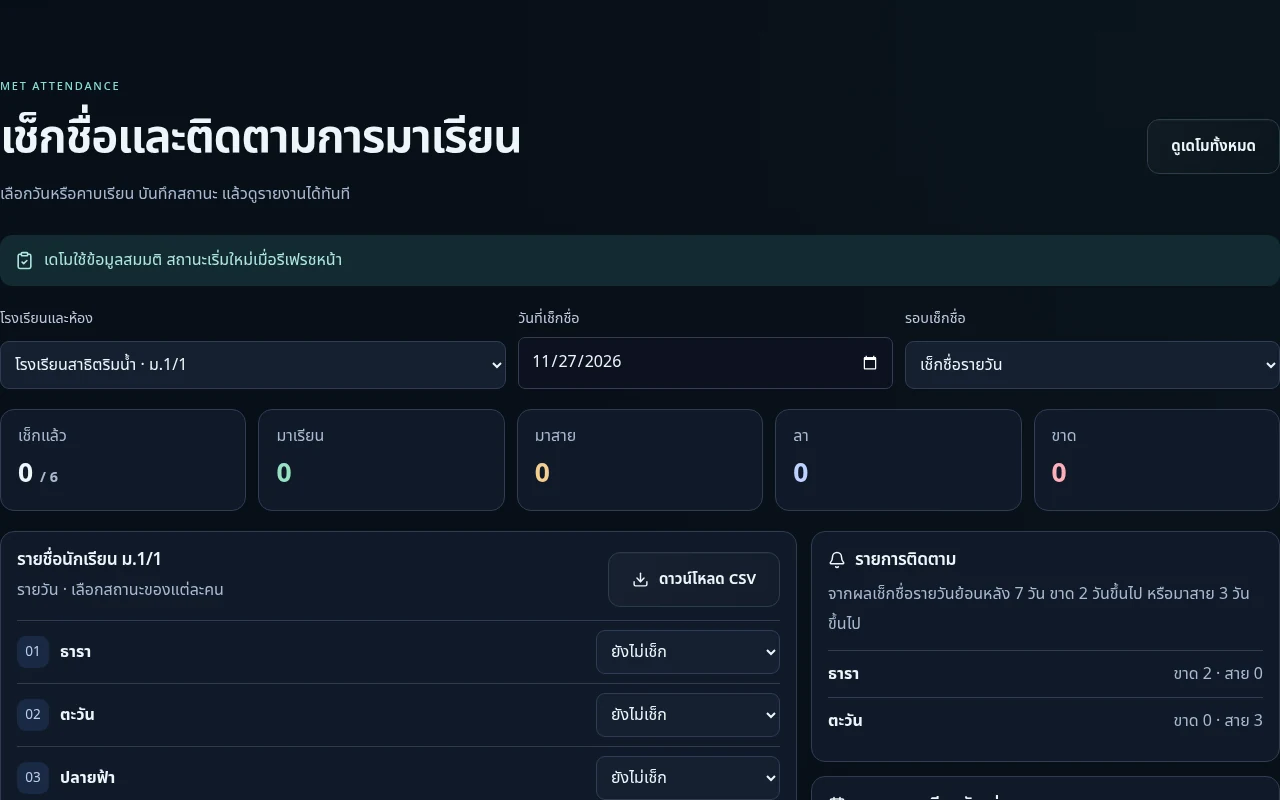 MET ATTENDANCE
เช็กชื่อและติดตามการมาเรียน
ดูเดโมทั้งหมด
เลือกวันหรือคาบเรียน บันทึกสถานะ แล้วดูรายงานได้ทันที
เดโมใช้ข้อมูลสมมติ สถานะเริ่มใหม่เมื่อรีเฟรชหน้า
โรงเรียนและห้อง
วันที่เช็กชื่อ
รอบเช็กชื่อ
โรงเรียนสาธิตริมน้ำ · ม.1/1
11/27/2026
เช็กชื่อรายวัน
เช็กแล้ว
0 / 6
มาเรียน
0
มาสาย
0
ลา
0
ขาด
0
รายชื่อนักเรียน ม.1/1
รายวัน · เลือกสถานะของแต่ละคน
ดาวน์โหลด CSV
01 ธารา ยังไม่เช็ก
02 ตะวัน ยังไม่เช็ก
03 ปลายฟ้า ยังไม่เช็ก
รายการติดตาม
จากผลเช็กชื่อรายวันย้อนหลัง 7 วัน ขาด 2 วันขึ้นไป หรือมาสาย 3 วัน
ขึ้นไป
ธารา ขาด 2 · สาย 0
ตะวัน ขาด 0 · สาย 3